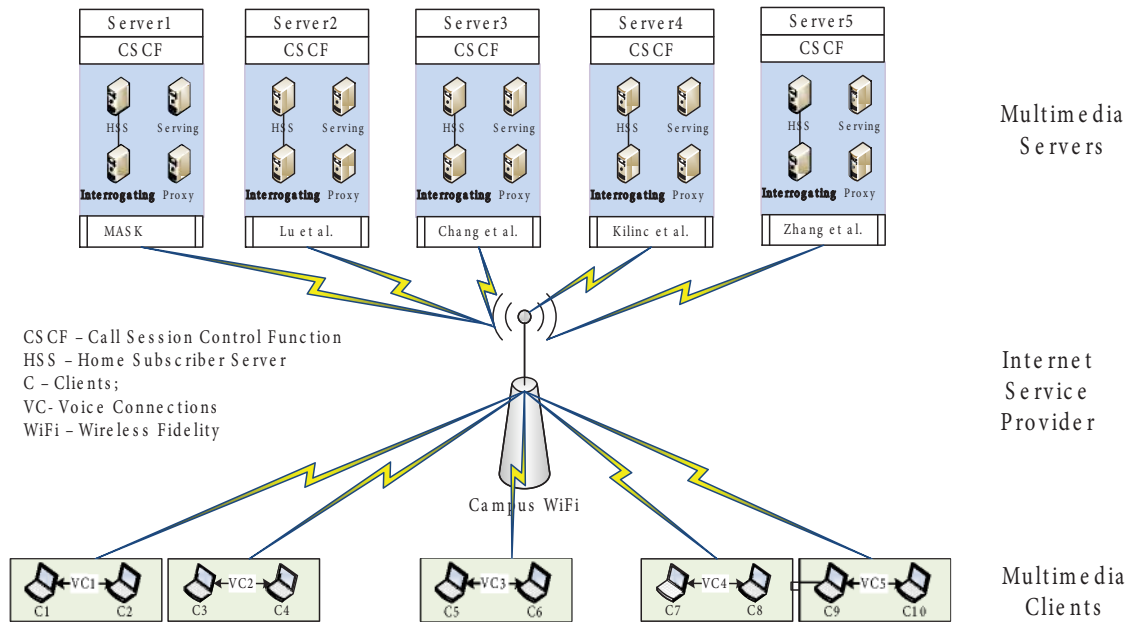 Server1
CSCF
HSS Serving
Interrogating Proxy
MASK
Server2
CSCF
HSS Serving
Interrogating Proxy
Lu et al.
Server3
CSCF
HSS Serving
Interrogating Proxy
Chang et al.
Server4
CSCF
HSS Serving
Interrogating Proxy
Kilinc et al.
Server5
CSCF
HSS Serving
Interrogating Proxy
Zhang et al.
Multimedia
Servers
CSCF – Call Session Control Function
HSS – Home Subscriber Server
C – Clients;
VC- Voice Connections
WiFi – Wireless Fidelity
Internet
Service
Provider
Campus WiFi
VC1
C1 C2
VC2
C3 C4
VC3
C5 C6
VC4
C7 C8
VC5
C9 C10
Multimedia
Clients